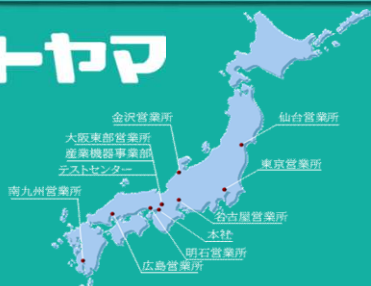 トヤマ
金沢営業所
仙台営業所
大阪東部営業所
産業機器事業部
テストセンター
東京営業所
南九州営業所
名古屋営業所
本社
明石営業所
広島営業所